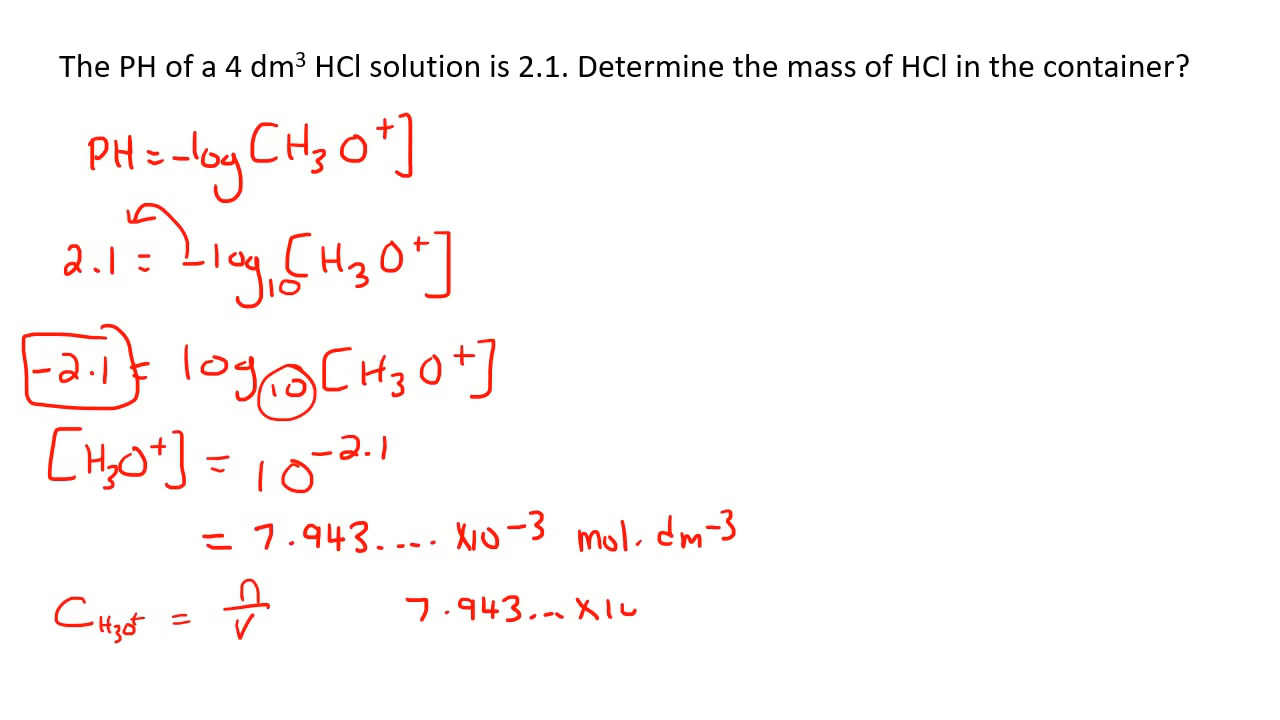 The PH of a 4 dm³ HCl solution is 2.1. Determine the mass of HCl in the container?
PH = -log[H₃O⁺]
2.1 = -log₁₀[H₃O⁺]
-2.1 = log₁₀[H₃O⁺]
[H₃O⁺] = 10⁻²·¹
= 7.943.... ×10⁻³ mol. dm⁻³
C_H₃O⁺ = n/V 7.943... ×10